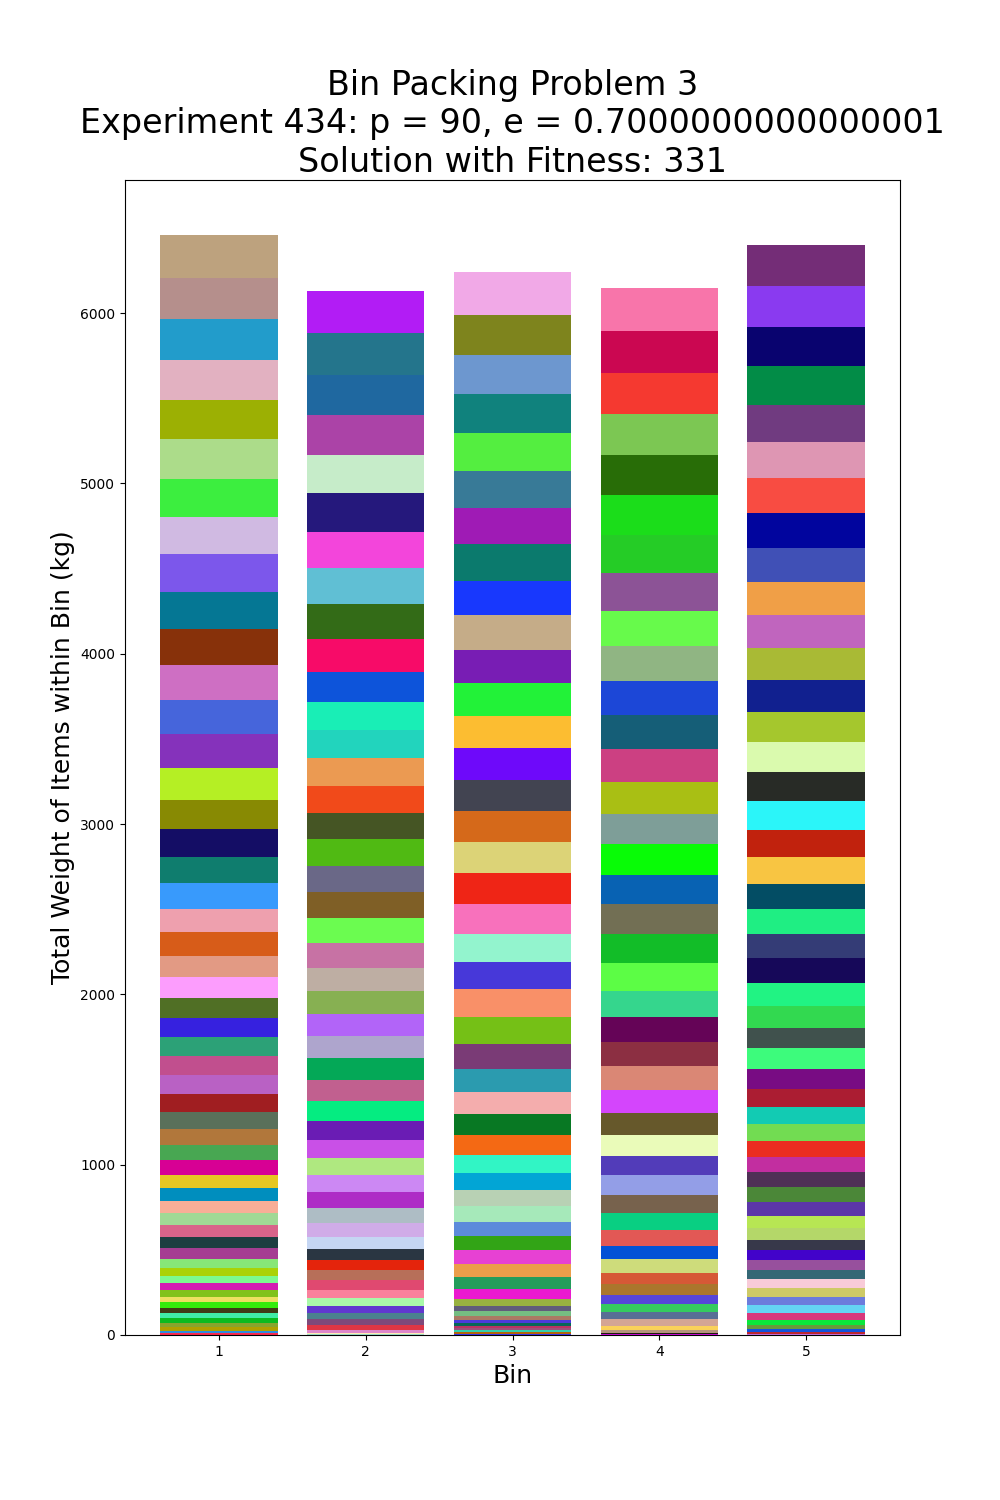 Bin Packing Problem 3
Experiment 434: p = 90, e = 0.7000000000000001
Solution with Fitness: 331
Total Weight of Items within Bin (kg)
6000
5000
4000
3000
2000
1000
0
1 2 3 4 5
Bin